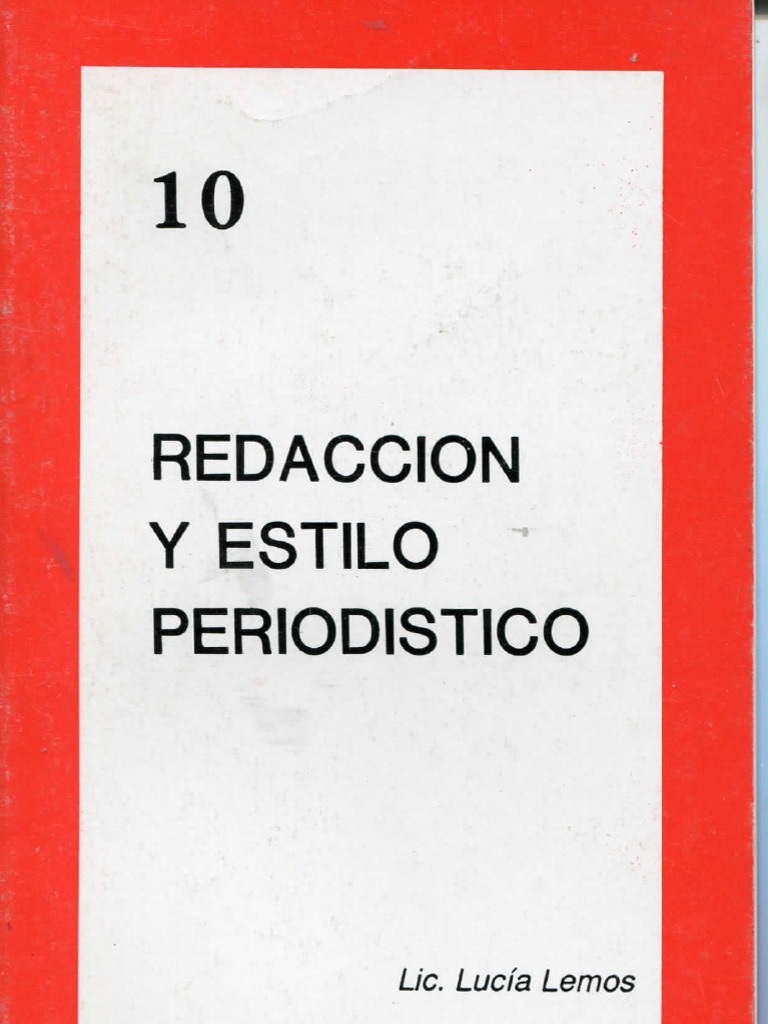 10
REDACCION
Y ESTILO
PERIODISTICO
Lic. Lucía Lemos